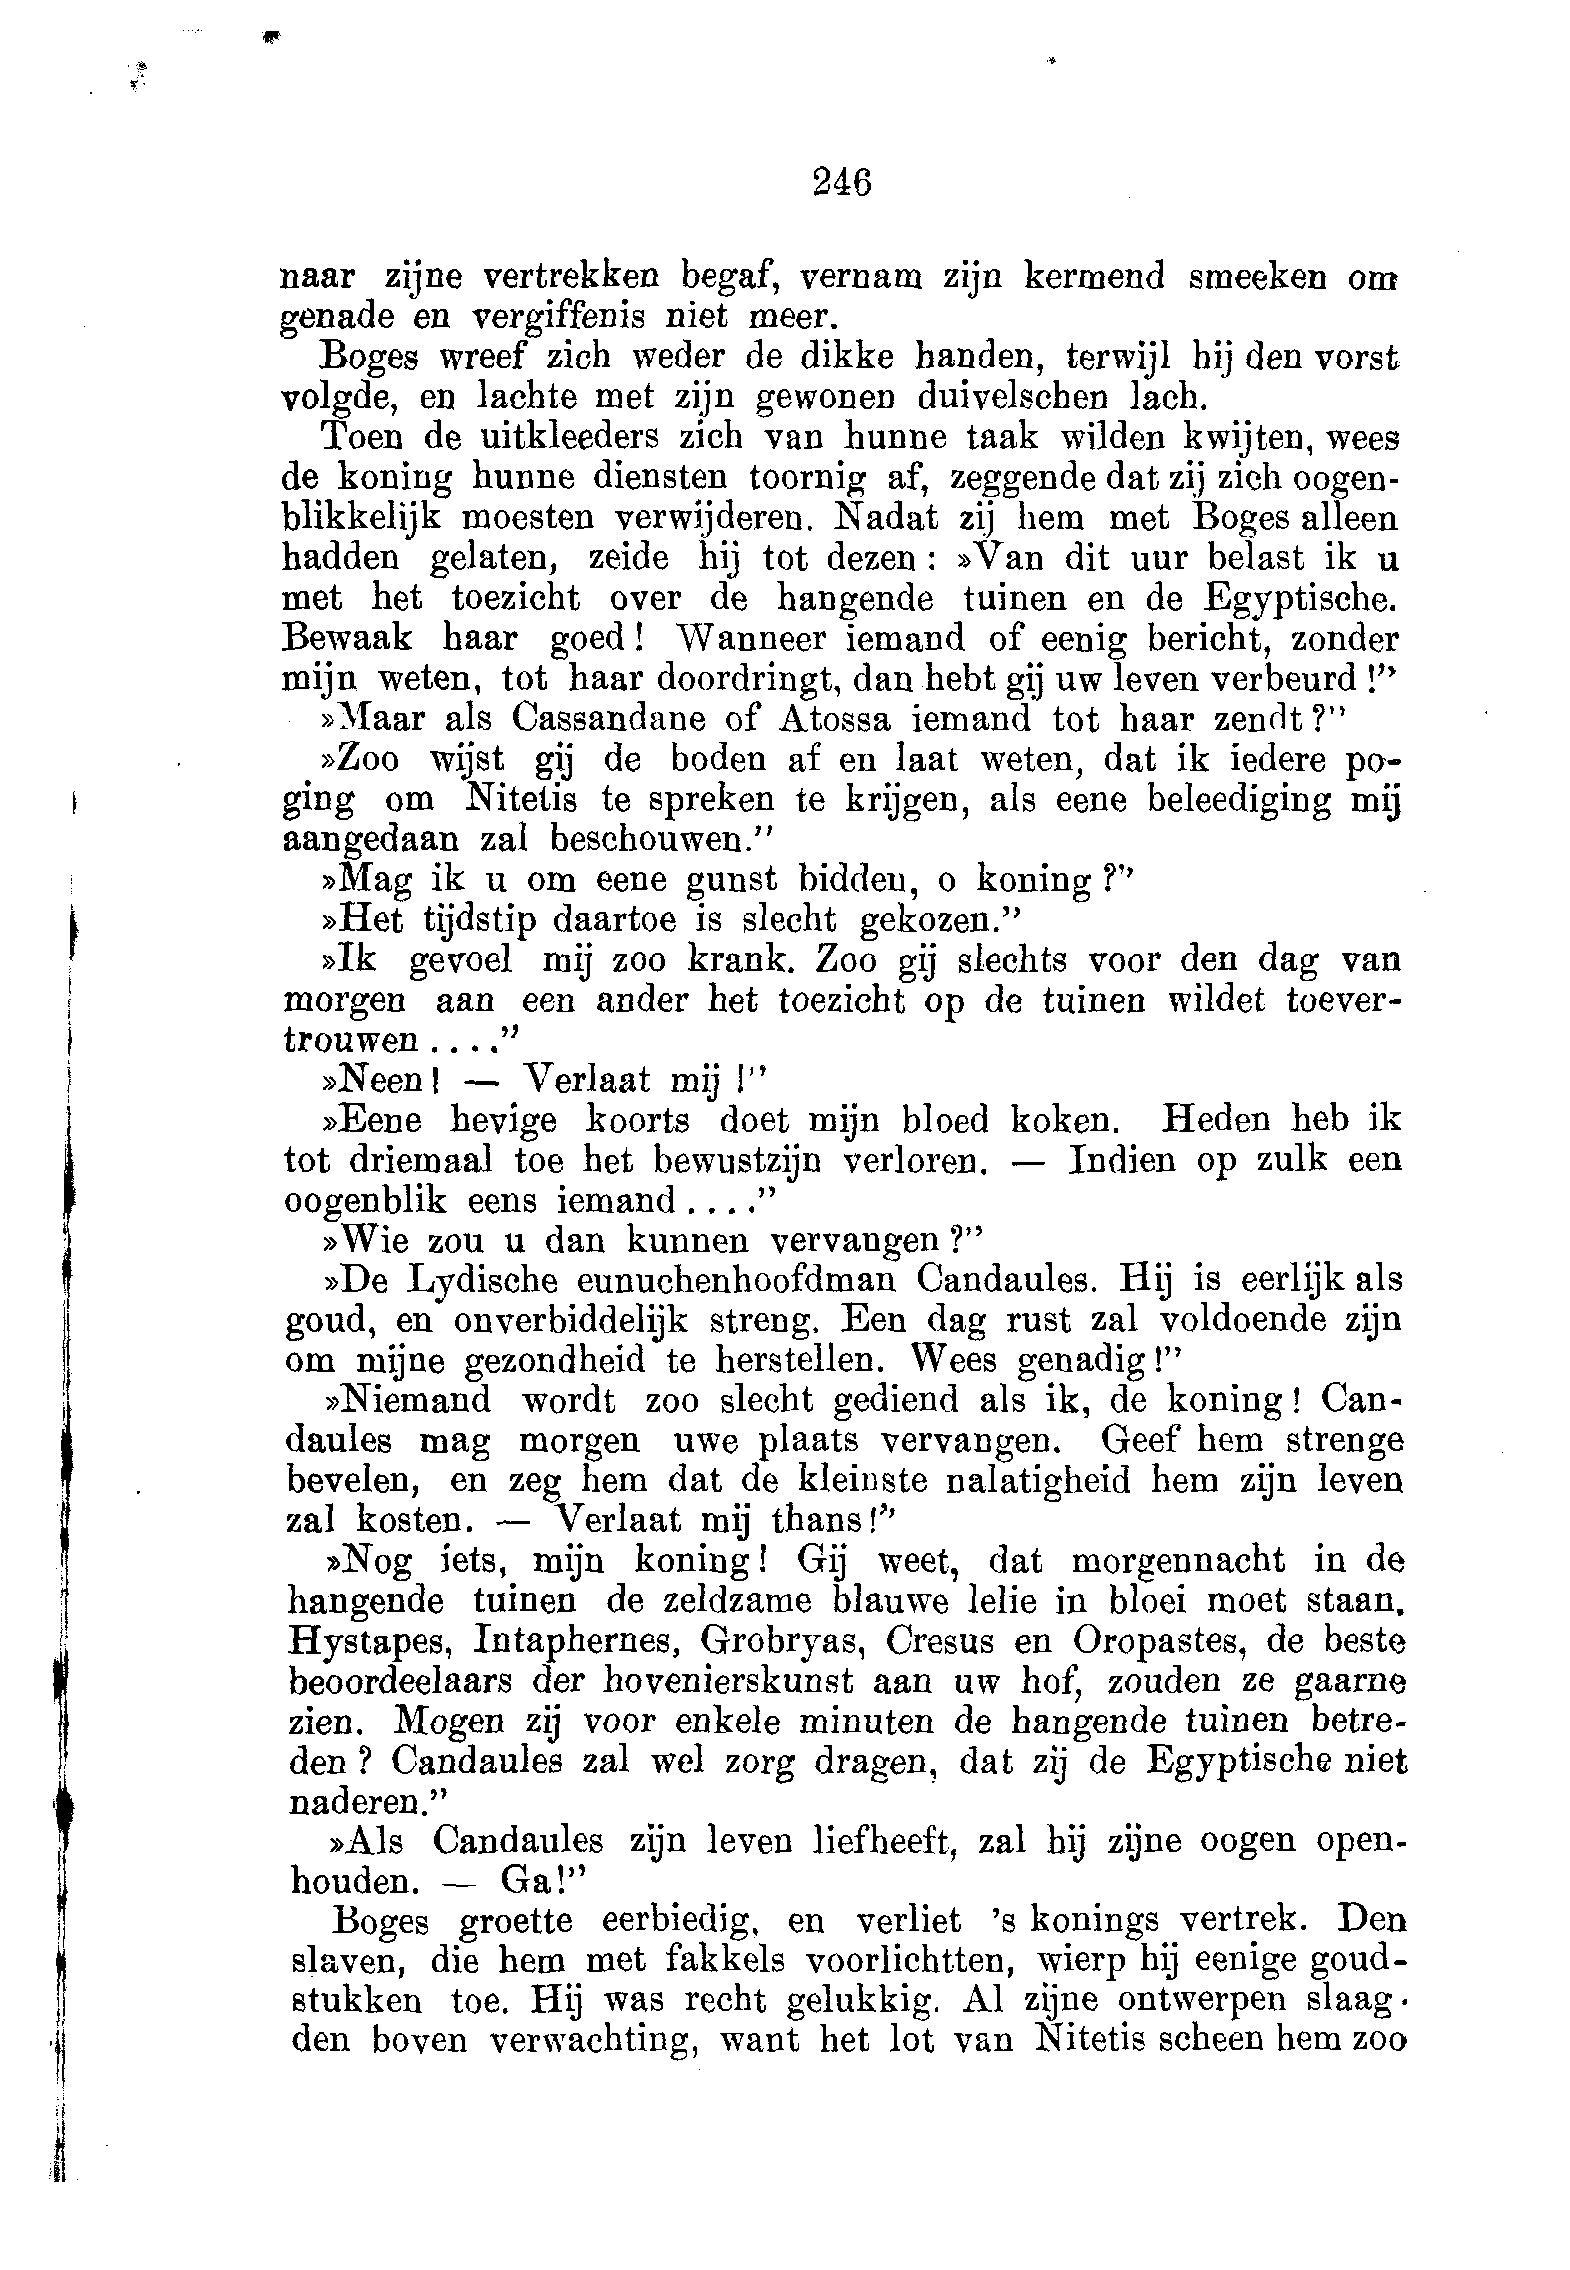 246
naar zijne vertrekken begaf, vernam zijn kermend smeeken om
genade en vergiffenis niet meer.
Boges wreef zich weder de dikke handen, terwijl hij den vorst
volgde, en lachte met zijn gewonen duivelschen lach.
Toen de uitkleeders zich van hunne taak wilden kwijten, wees
de koning hunne diensten toornig af, zeggende dat zij zich oogen-
blikkelijk moesten verwijderen. Nadat zij hem met Boges alleen
hadden gelaten, zeide hij tot dezen : »Van dit uur belast ik u
met het toezicht over de hangende tuinen en de Egyptische.
Bewaak haar goed! Wanneer iemand of eenig bericht, zonder
mijn weten, tot haar doordringt, dan hebt gij uw leven verbeurd !”
»Maar als Cassandane of Atossa iemand tot haar zendt?”
»Zoo wijst gij de boden af en laat weten, dat ik iedere po-
ging om Nitetis te spreken te krijgen, als eene beleediging mij
aangedaan zal beschouwen.”
»Mag ik u om eene gunst bidden, o koning?”
»Het tijdstip daartoe is slecht gekozen.”
»Ik gevoel mij zoo krank. Zoo gij slechts voor den dag van
morgen aan een ander het toezicht op de tuinen wildet toever-
trouwen ....”
»Neen! — Verlaat mij !”
»Eene hevige koorts doet mijn bloed koken. Heden heb ik
tot driemaal toe het bewustzijn verloren. — Indien op zulk een
oogenblik eens iemand ....”
»Wie zou u dan kunnen vervangen?”
»De Lydische eunuchenhoofdman Candaules. Hij is eerlijk als
goud, en onverbiddelijk streng. Een dag rust zal voldoende zijn
om mijne gezondheid te herstellen. Wees genadig!”
»Niemand wordt zoo slecht gediend als ik, de koning! Can-
daules mag morgen uwe plaats vervangen. Geef hem strenge
bevelen, en zeg hem dat de kleinste nalatigheid hem zijn leven
zal kosten. — Verlaat mij thans!”
»Nog iets, mijn koning! Gij weet, dat morgennacht in de
hangende tuinen de zeldzame blauwe lelie in bloei moet staan.
Hystapes, Intaphernes, Grobryas, Cresus en Oropastes, de beste
beoordeelaars der hovenierskunst aan uw hof, zouden ze gaarne
zien. Mogen zij voor enkele minuten de hangende tuinen betre-
den? Candaules zal wel zorg dragen, dat zij de Egyptische niet
naderen.”
»Als Candaules zijn leven liefheeft, zal hij zijne oogen open-
houden. — Ga!”
Boges groette eerbiedig, en verliet 's konings vertrek. Den
slaven, die hem met fakkels voorlichtten, wierp hij eenige goud-
stukken toe. Hij was recht gelukkig. Al zijne ontwerpen slaag-
den boven verwachting, want het lot van Nitetis scheen hem zoo